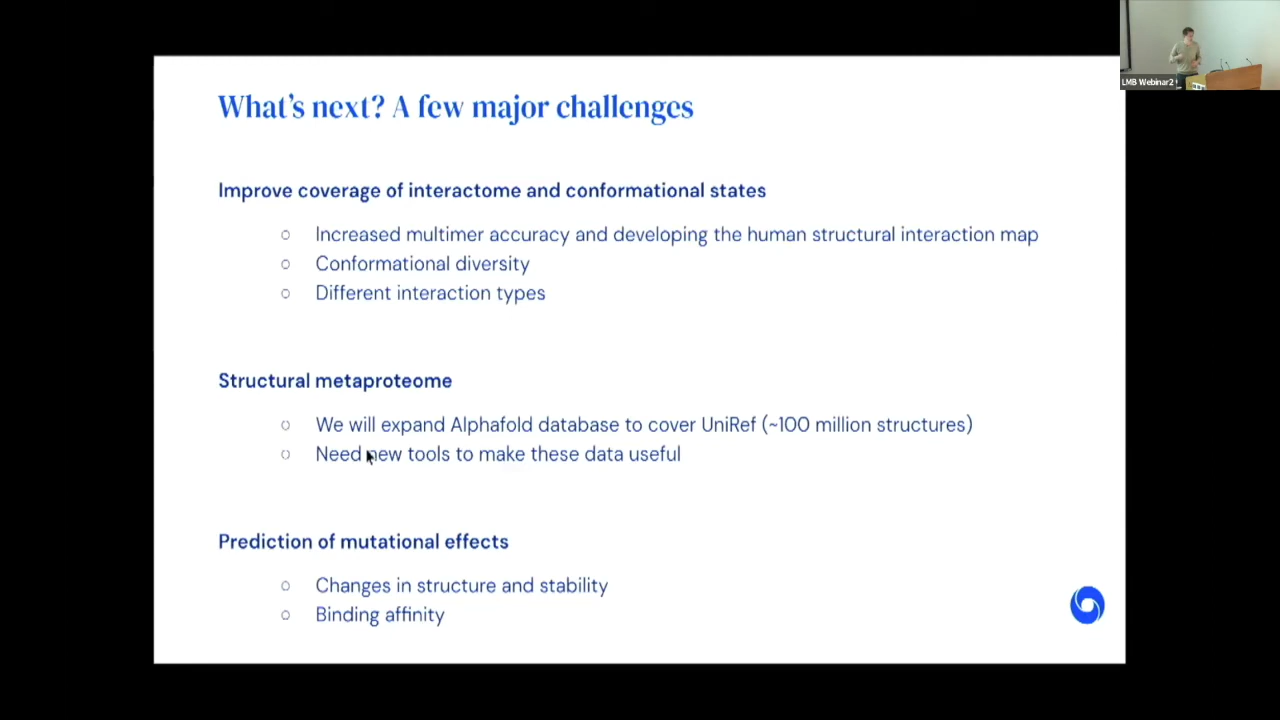 LMB Webinar2
What's next? A few major challenges
Improve coverage of interactome and conformational states
Increased multimer accuracy and developing the human structural interaction map
Conformational diversity
Different interaction types
Structural metaproteome
We will expand Alphafold database to cover UniRef (~100 million structures)
Need new tools to make these data useful
Prediction of mutational effects
Changes in structure and stability
Binding affinity